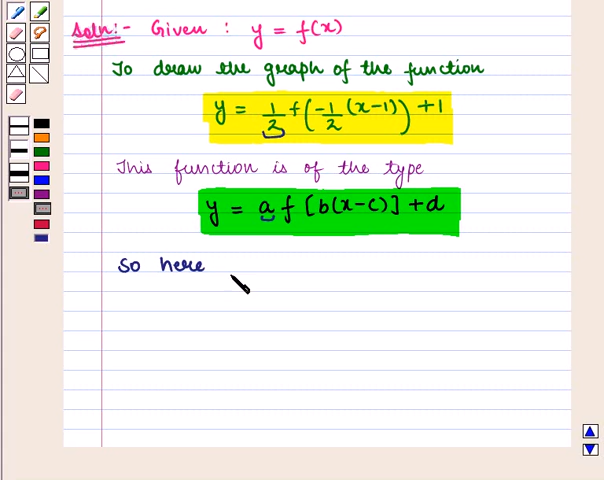 Soln:- Given : y = f(x)
To draw the graph of the function
y = 1/2 f(-1/2 (x-1)) + 1
This function is of the type
y = a f [b(x-c)] + d
So here